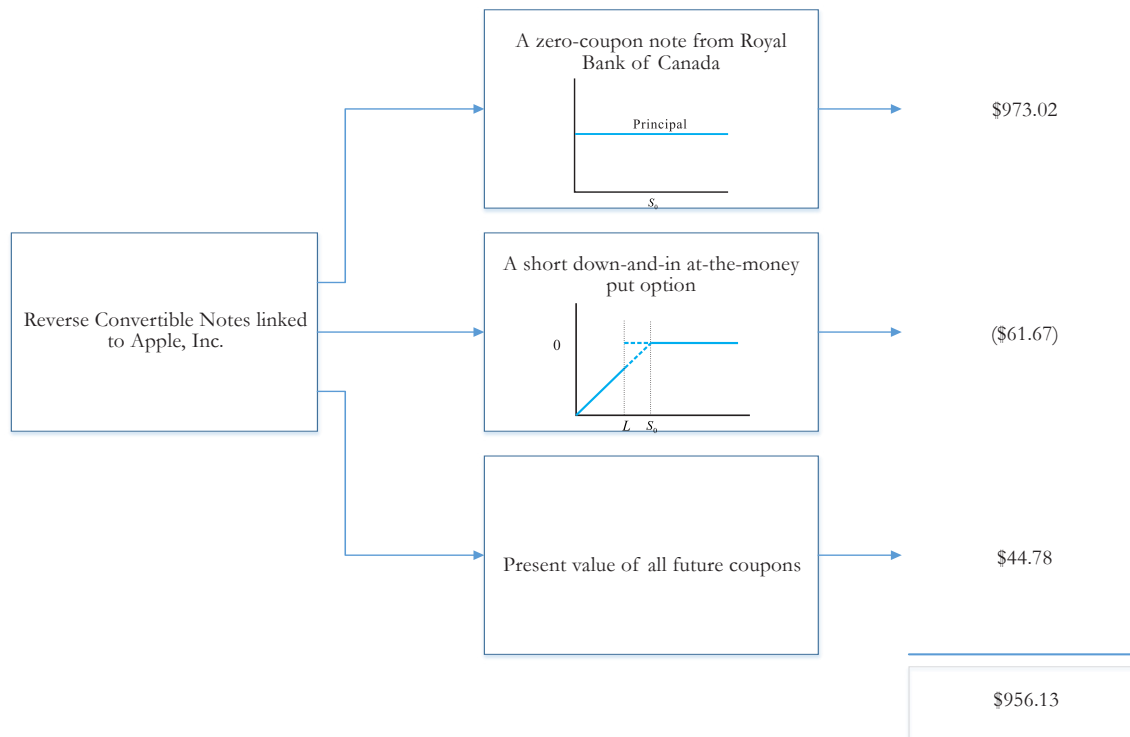 A zero-coupon note from Royal
Bank of Canada
Principal
S₀
$973.02
Reverse Convertible Notes linked
to Apple, Inc.
A short down-and-in at-the-money
put option
0
L S₀
($61.67)
Present value of all future coupons
$44.78
$956.13